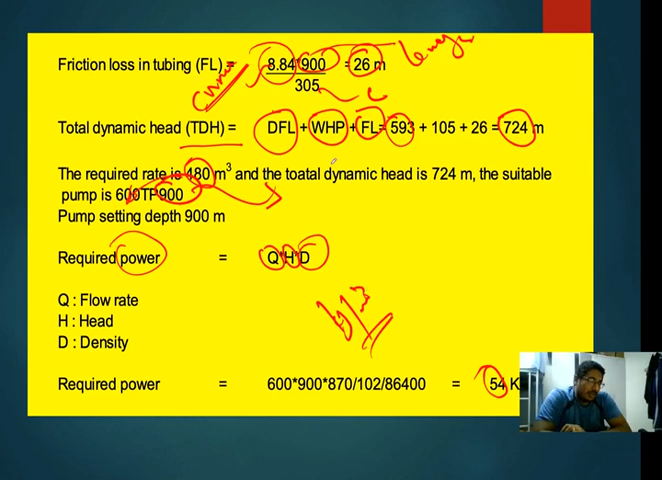 Friction loss in tubing (FL) = 8.84*900 = 26 m
305
Total dynamic head (TDH) = DFL + WHP + FL = 593 + 105 + 26 = 724 m
The required rate is 480 m³ and the toatal dynamic head is 724 m, the suitable
pump is 600TP900
Pump setting depth 900 m
Required power = Q*H*D
Q : Flow rate
H : Head
D : Density
Required power = 600*900*870/102/86400 = 54 K